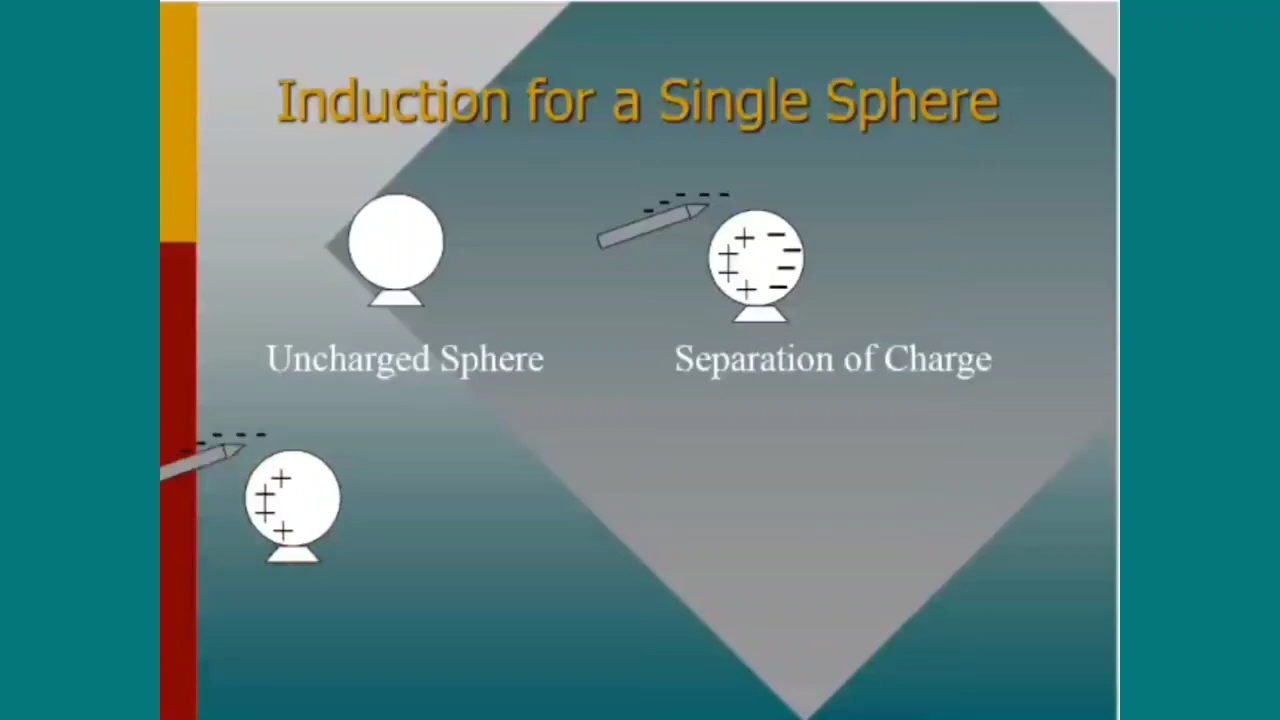 Induction for a Single Sphere
Uncharged Sphere
Separation of Charge